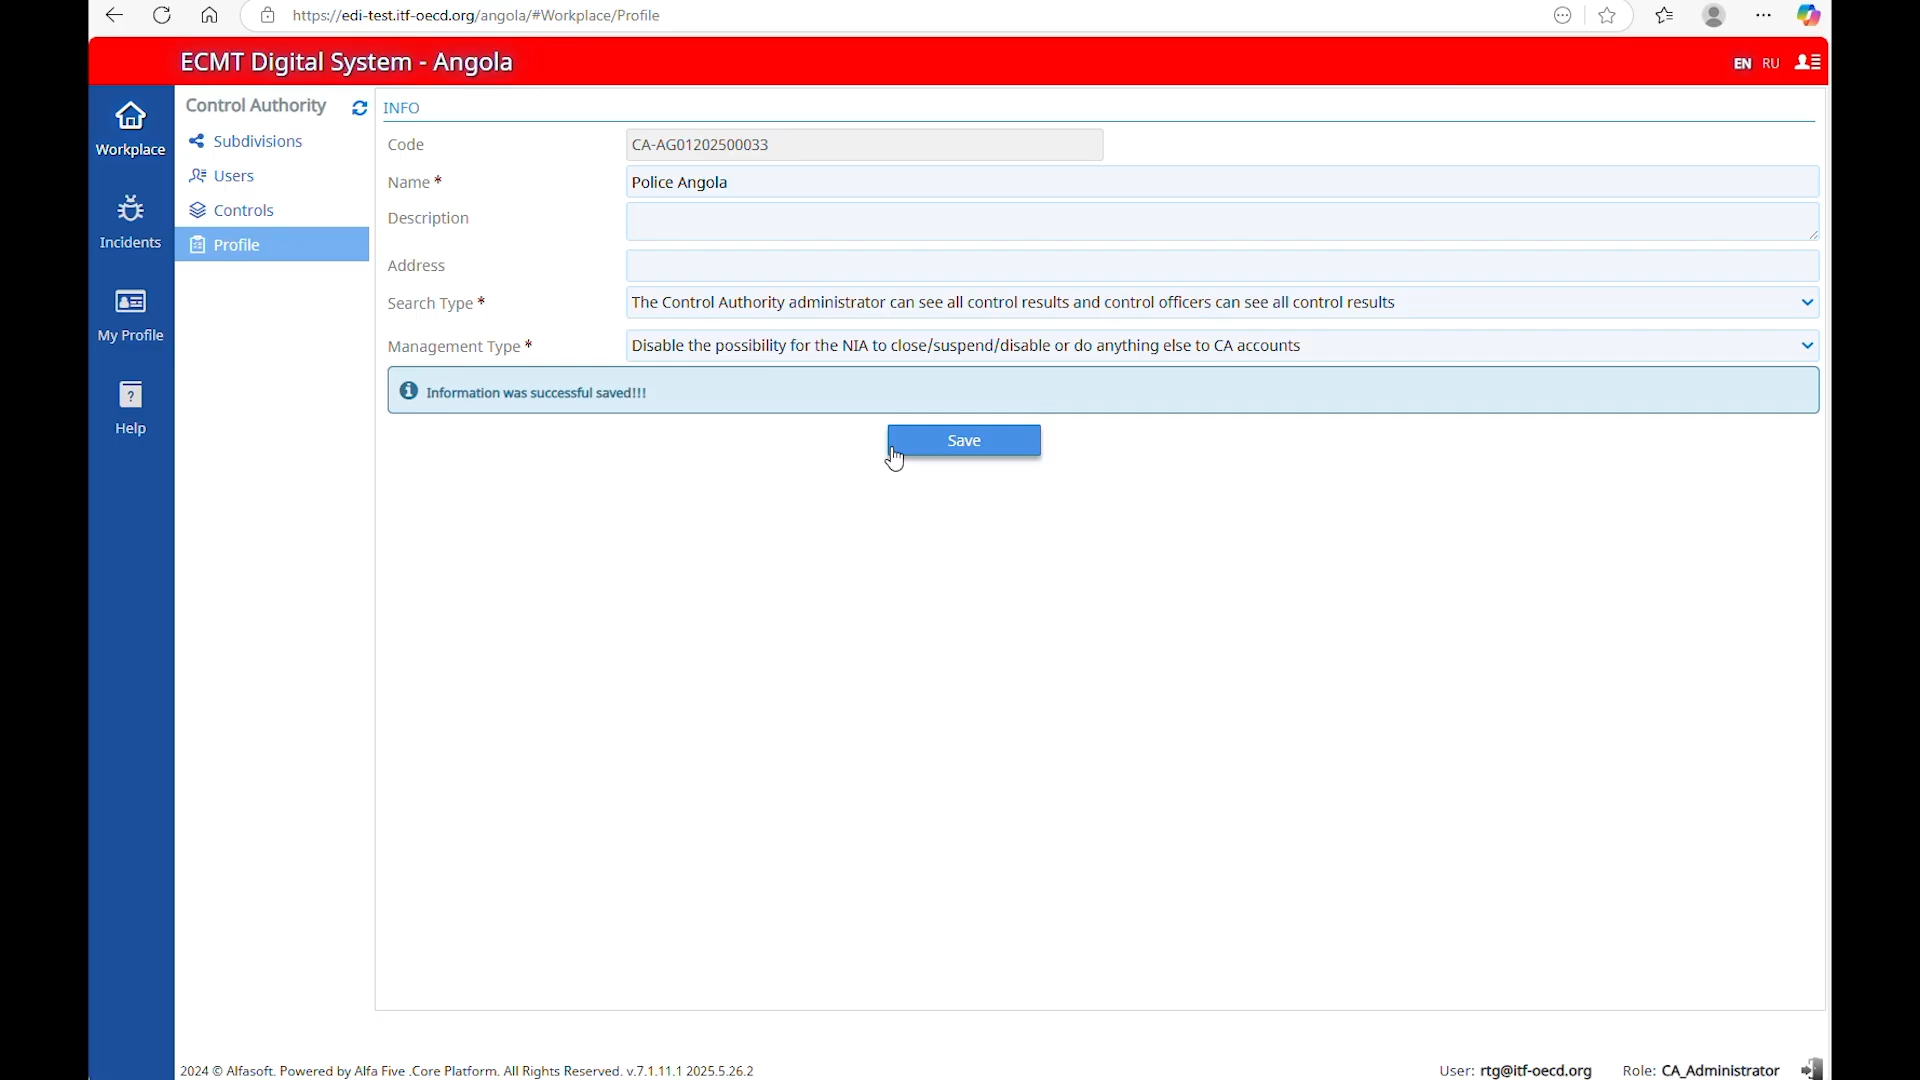 https://edi-test.itf-oecd.org/angola/#Workplace/Profile
ECMT Digital System - Angola
EN RU
Workplace
Incidents
My Profile
? Help
Control Authority
Subdivisions
Users
Controls
Profile
INFO
Code CA-AG01202500033
Name * Police Angola
Description
Address
Search Type * The Control Authority administrator can see all control results and control officers can see all control results
Management Type * Disable the possibility for the NIA to close/suspend/disable or do anything else to CA accounts
Information was successful saved!!!
Save
2024 © Alfasoft. Powered by Alfa Five .Core Platform. All Rights Reserved. v.7.1.11.1 2025.5.26.2
User: rtg@itf-oecd.org Role: CA_Administrator